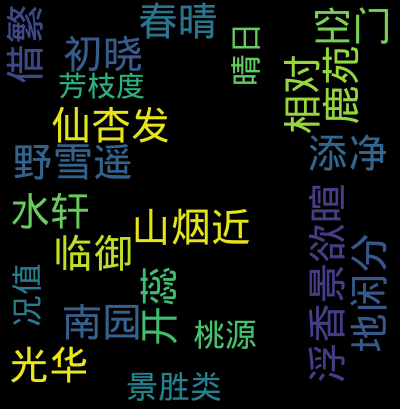 借繁
春晴
晴日
空门
初晓
芳枝度
相对
鹿苑
仙杏发
野雪遥
添净
水轩
山烟近
临御
浮香景欲暄
地闲分
况值
开蕊
南园
桃源
光华
景胜类